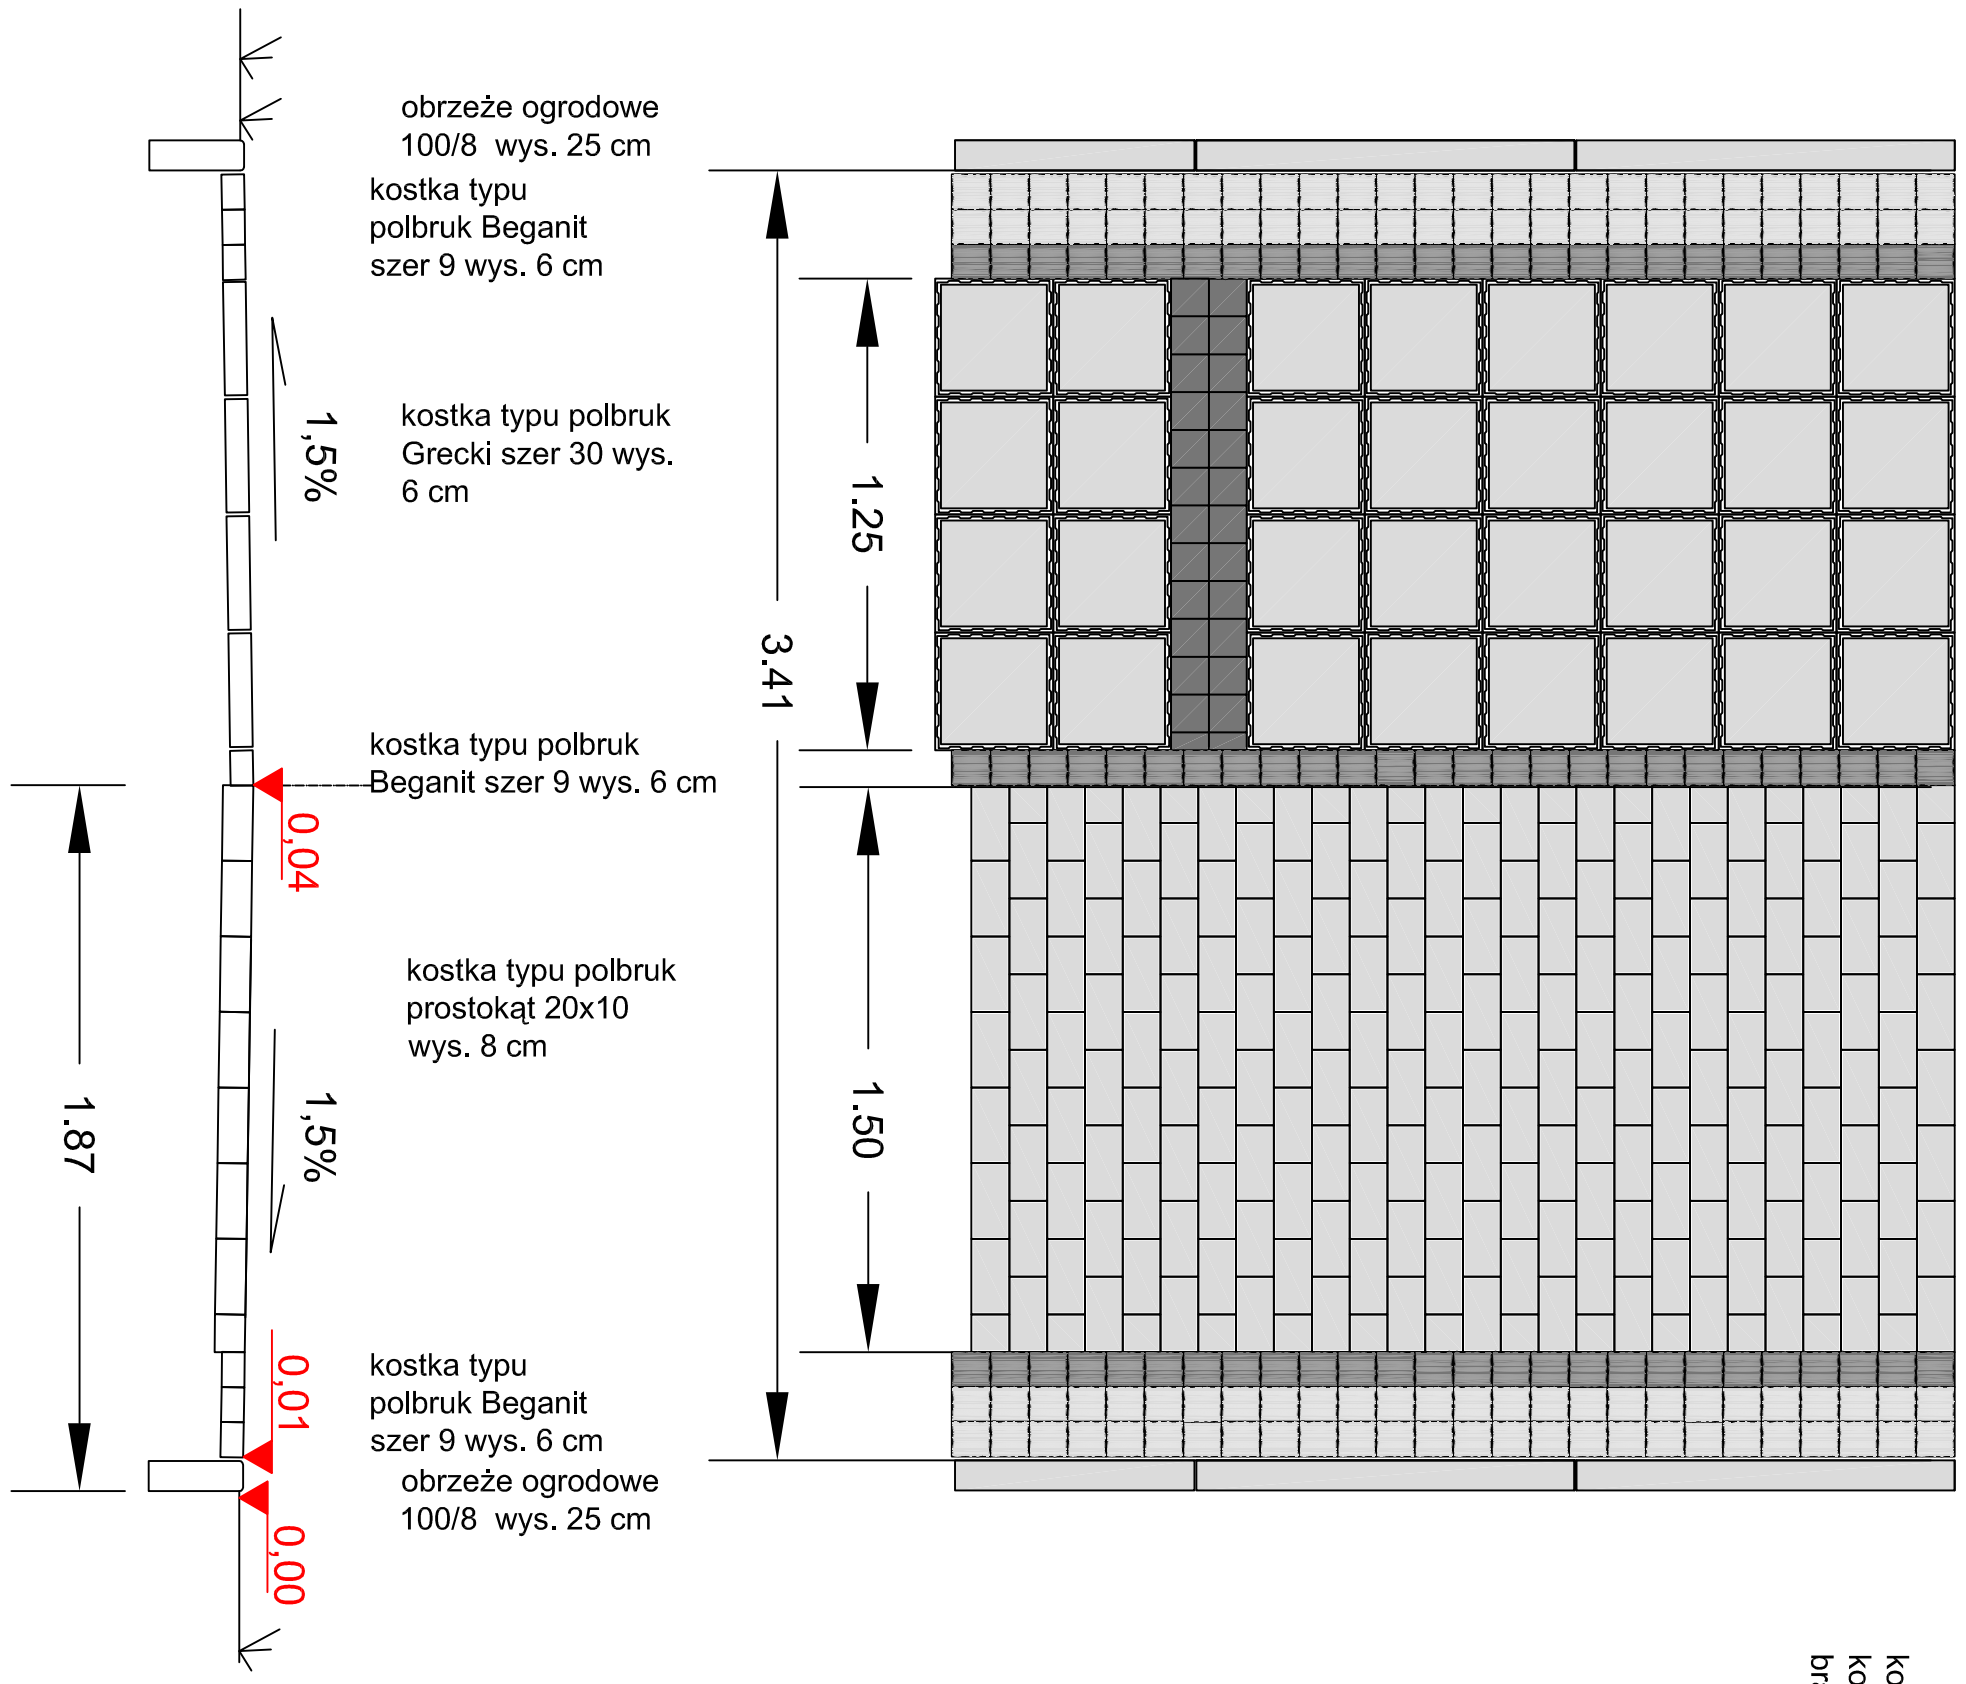 obrzeże ogrodowe
100/8 wys. 25 cm
kostka typu
polbruk Beganit
szer 9 wys. 6 cm
1,5%
kostka typu polbruk
Grecki szer 30 wys.
6 cm
1.25
3.41
kostka typu polbruk
Beganit szer 9 wys. 6 cm
0,04
kostka typu polbruk
prostokąt 20x10
wys. 8 cm
1.87
1,5%
1.50
0,01
kostka typu
polbruk Beganit
szer 9 wys. 6 cm
obrzeże ogrodowe
100/8 wys. 25 cm
0,00